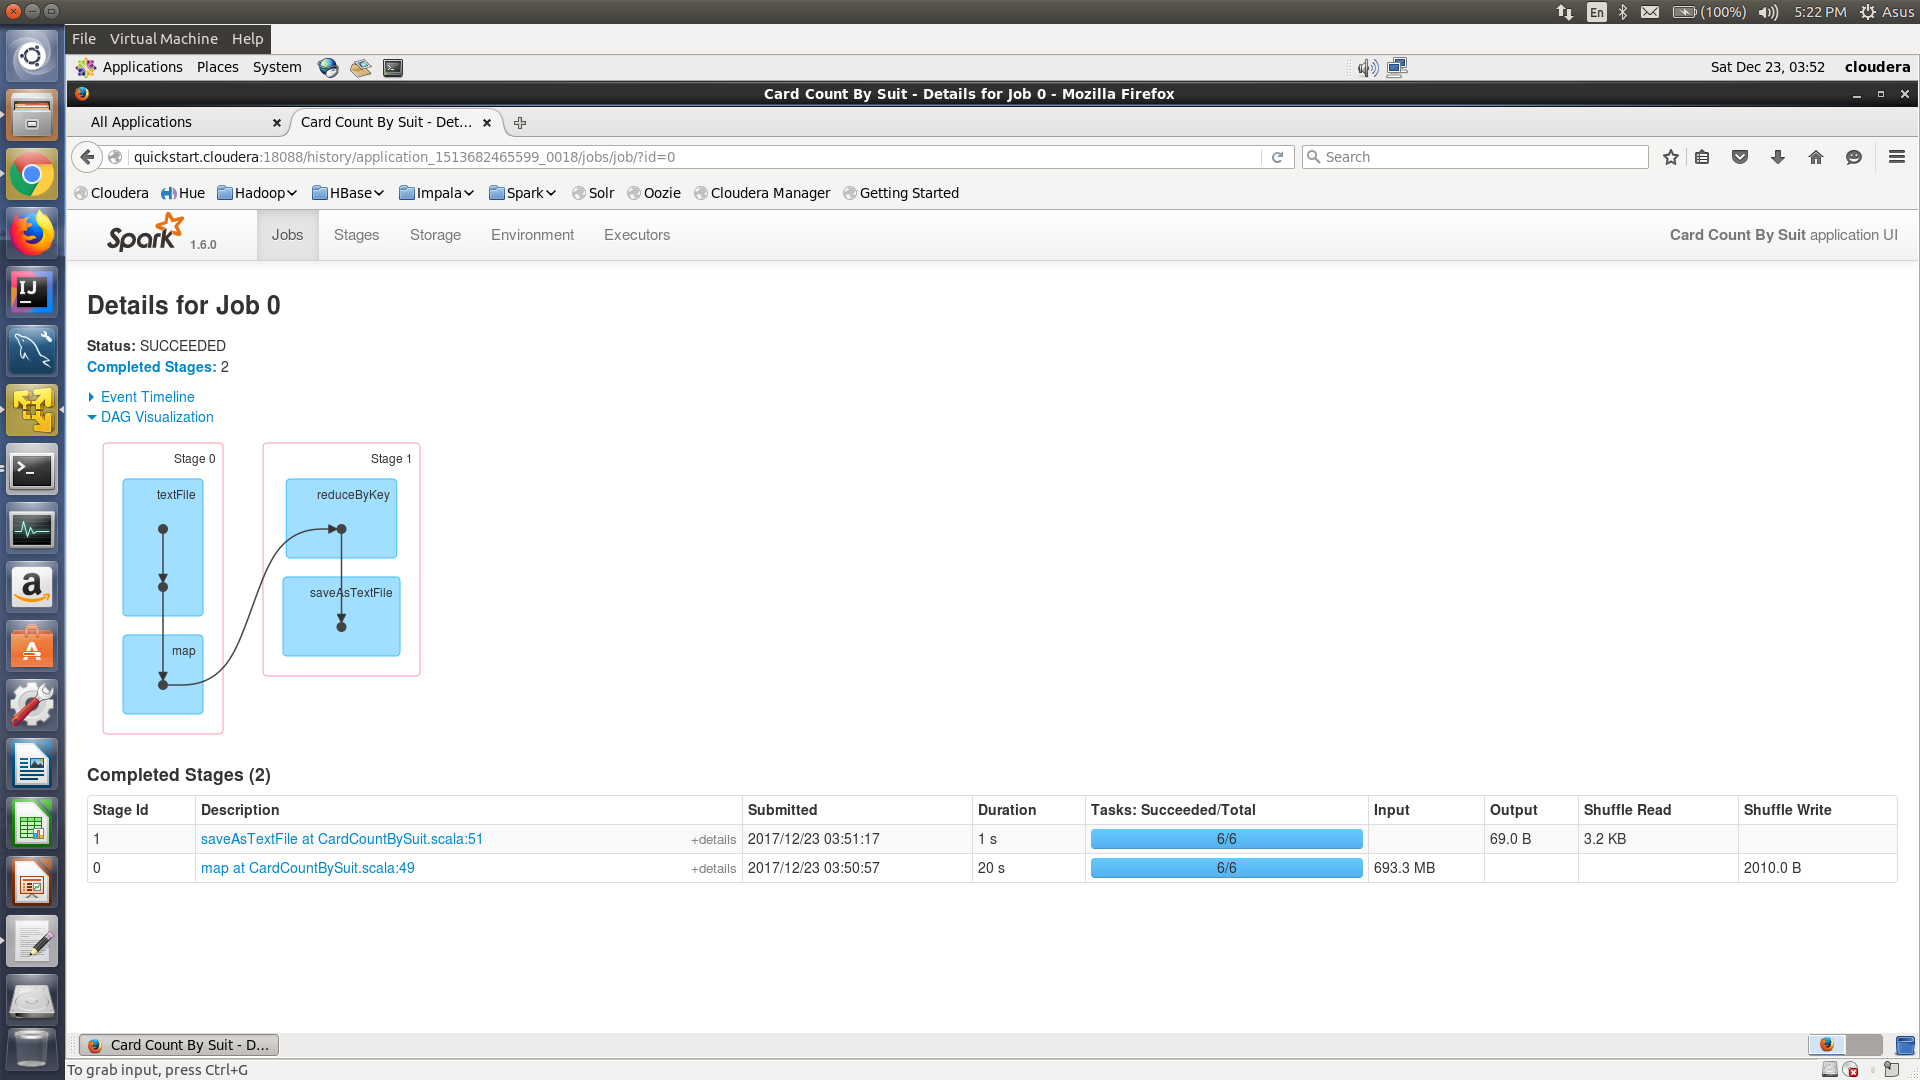 En (100%) 5:22 PM Asus
File Virtual Machine Help
Applications Places System Sat Dec 23, 03:52 cloudera
Card Count By Suit - Details for Job 0 - Mozilla Firefox
All Applications Card Count By Suit - Det...
quickstart.cloudera:18088/history/application_1513682465599_0018/jobs/job/?id=0 Search
Cloudera Hue Hadoop HBase Impala Spark Solr Oozie Cloudera Manager Getting Started
Spark 1.6.0 Jobs Stages Storage Environment Executors Card Count By Suit application UI
Details for Job 0
Status: SUCCEEDED
Completed Stages: 2
Event Timeline
DAG Visualization
Stage 0
textFile
map
Stage 1
reduceByKey
saveAsTextFile
Completed Stages (2)
Stage Id Description Submitted Duration Tasks: Succeeded/Total Input Output Shuffle Read Shuffle Write
1 saveAsTextFile at CardCountBySuit.scala:51 +details 2017/12/23 03:51:17 1 s 6/6 69.0 B 3.2 KB
0 map at CardCountBySuit.scala:49 +details 2017/12/23 03:50:57 20 s 6/6 693.3 MB 2010.0 B
Card Count By Suit - D...
To grab input, press Ctrl+G